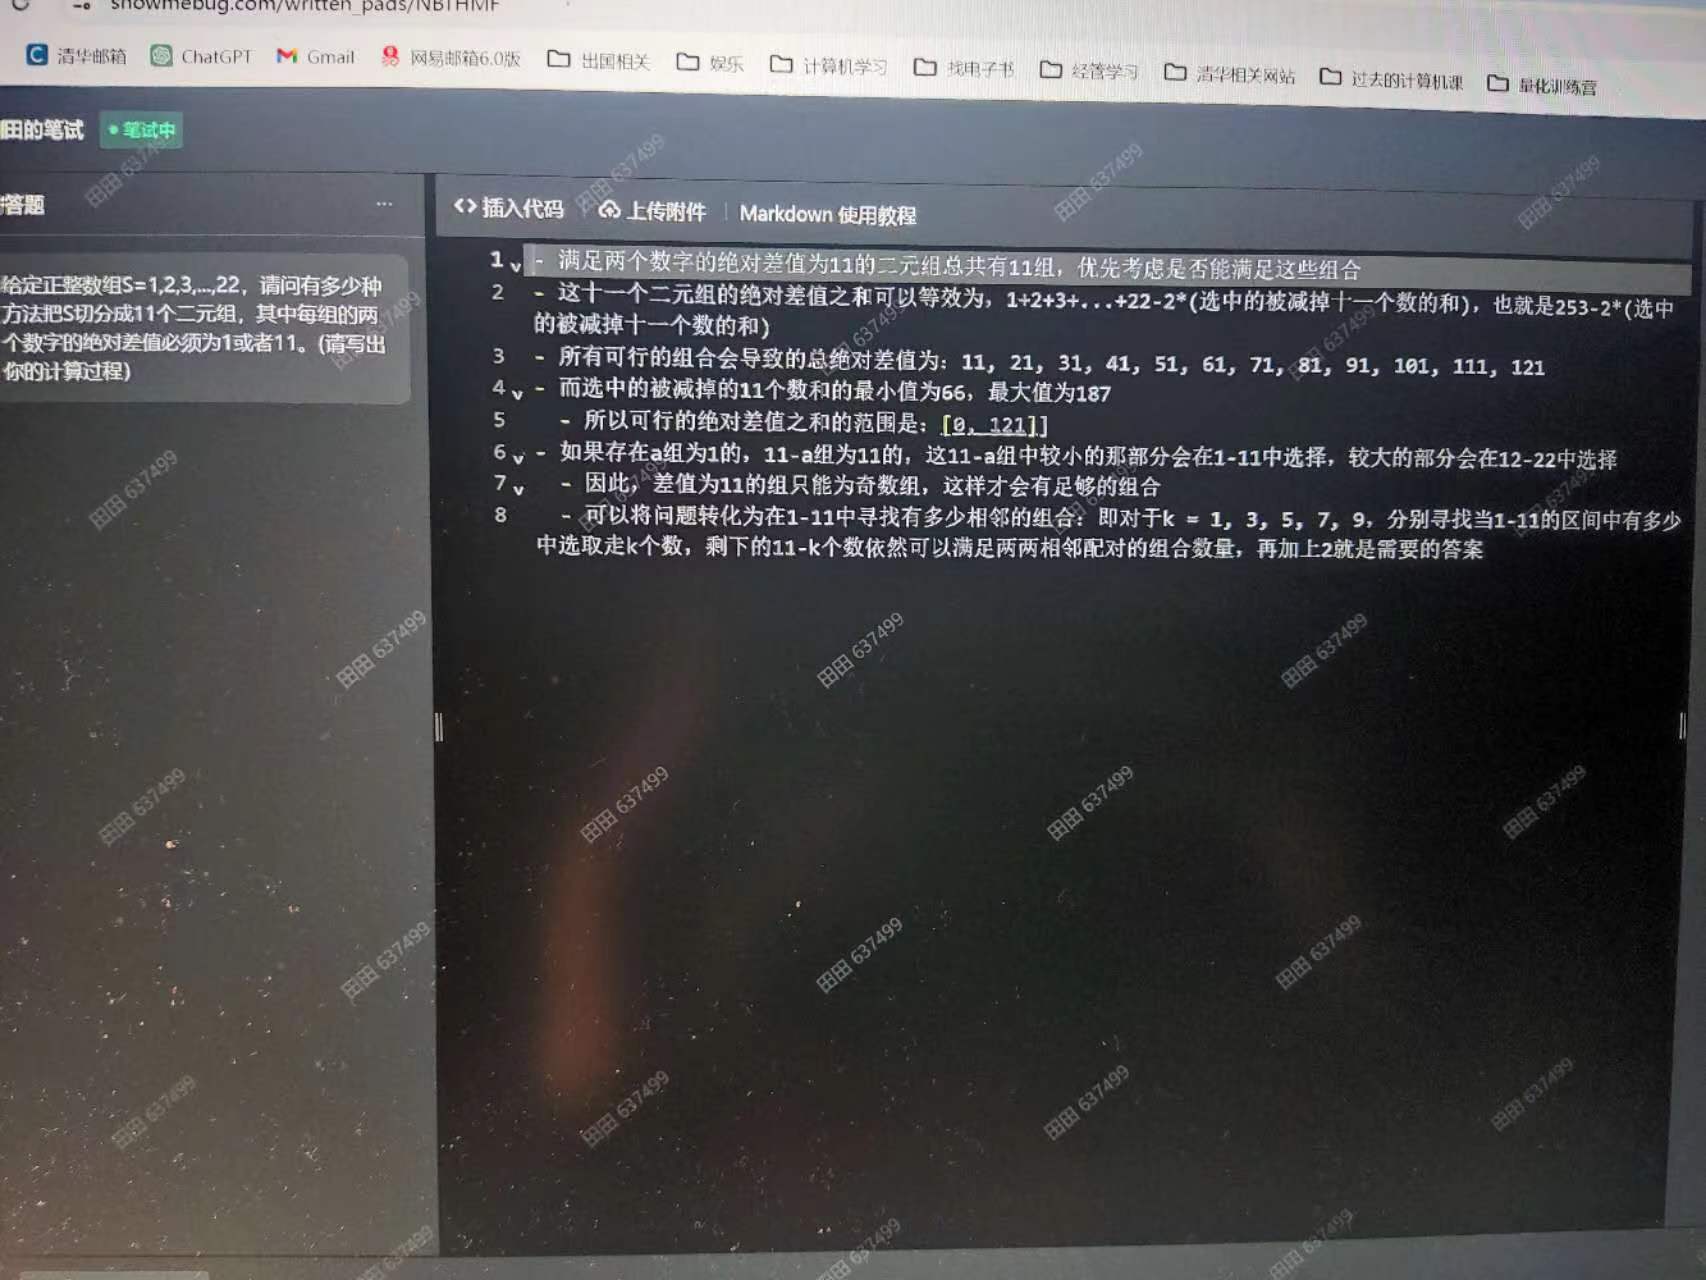 showmebug.com/written_pads/NBTHMF
清华邮箱 ChatGPT Gmail 网易邮箱6.0版 出国相关 娱乐 计算机学习 找电子书 经管学习 清华相关网站 过去的计算机课 量化训练营
田的笔试 笔试中
答题 ...
给定正整数组S=1,2,3,...,22，请问有多少种
方法把S切分成11个二元组，其中每组的两
个数字的绝对差值必须为1或者11。(请写出
你的计算过程)
插入代码 上传附件 Markdown 使用教程
1 - 满足两个数字的绝对差值为11的二元组总共有11组，优先考虑是否能满足这些组合
2 - 这十一个二元组的绝对差值之和可以等效为，1+2+3+...+22-2*(选中的被减掉十一个数的和)，也就是253-2*(选中
的被减掉十一个数的和)
3 - 所有可行的组合会导致的总绝对差值为：11, 21, 31, 41, 51, 61, 71, 81, 91, 101, 111, 121
4 - 而选中的被减掉的11个数和的最小值为66，最大值为187
5 - 所以可行的绝对差值之和的范围是：[0, 121]]
6 - 如果存在a组为1的，11-a组为11的，这11-a组中较小的那部分会在1-11中选择，较大的部分会在12-22中选择
7 - 因此，差值为11的组只能为奇数组，这样才会有足够的组合
8 - 可以将问题转化为在1-11中寻找有多少相邻的组合：即对于k = 1, 3, 5, 7, 9，分别寻找当1-11的区间中有多少
中选取走k个数，剩下的11-k个数依然可以满足两两相邻配对的组合数量，再加上2就是需要的答案
田田 637499